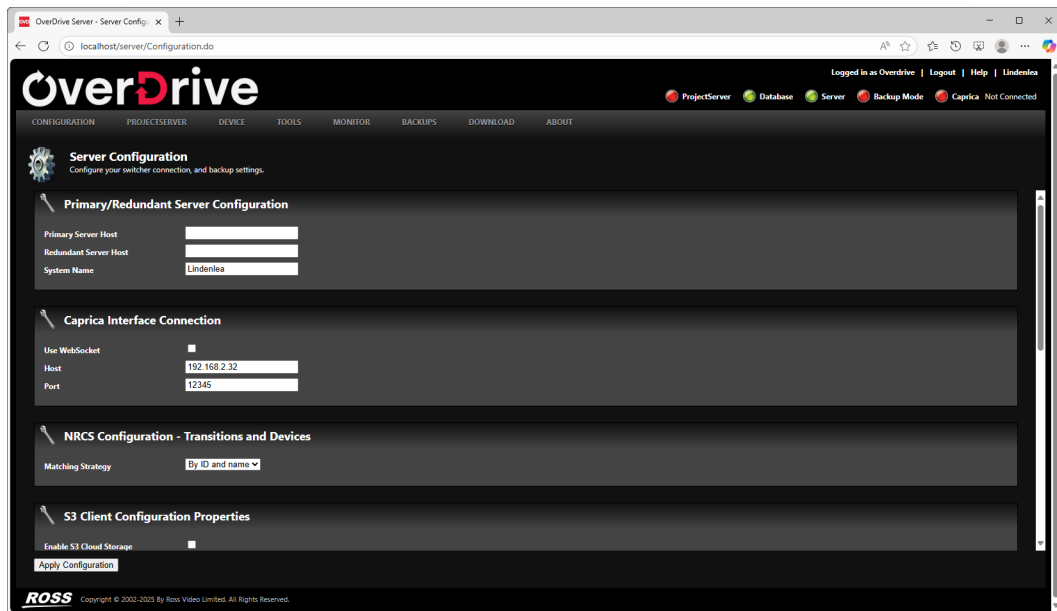 OVD OverDrive Server - Server Configu
localhost/server/Configuration.do
OverDrive
Logged in as Overdrive | Logout | Help | Lindenlea
ProjectServer Database Server Backup Mode Caprica Not Connected
CONFIGURATION PROJECTSERVER DEVICE TOOLS MONITOR BACKUPS DOWNLOAD ABOUT
Server Configuration
Configure your switcher connection, and backup settings.
Primary/Redundant Server Configuration
Primary Server Host
Redundant Server Host
System Name Lindenlea
Caprica Interface Connection
Use WebSocket
Host 192.168.2.32
Port 12345
NRCS Configuration - Transitions and Devices
Matching Strategy By ID and name
S3 Client Configuration Properties
Enable S3 Cloud Storage
Apply Configuration
ROSS Copyright © 2002-2025 By Ross Video Limited. All Rights Reserved.